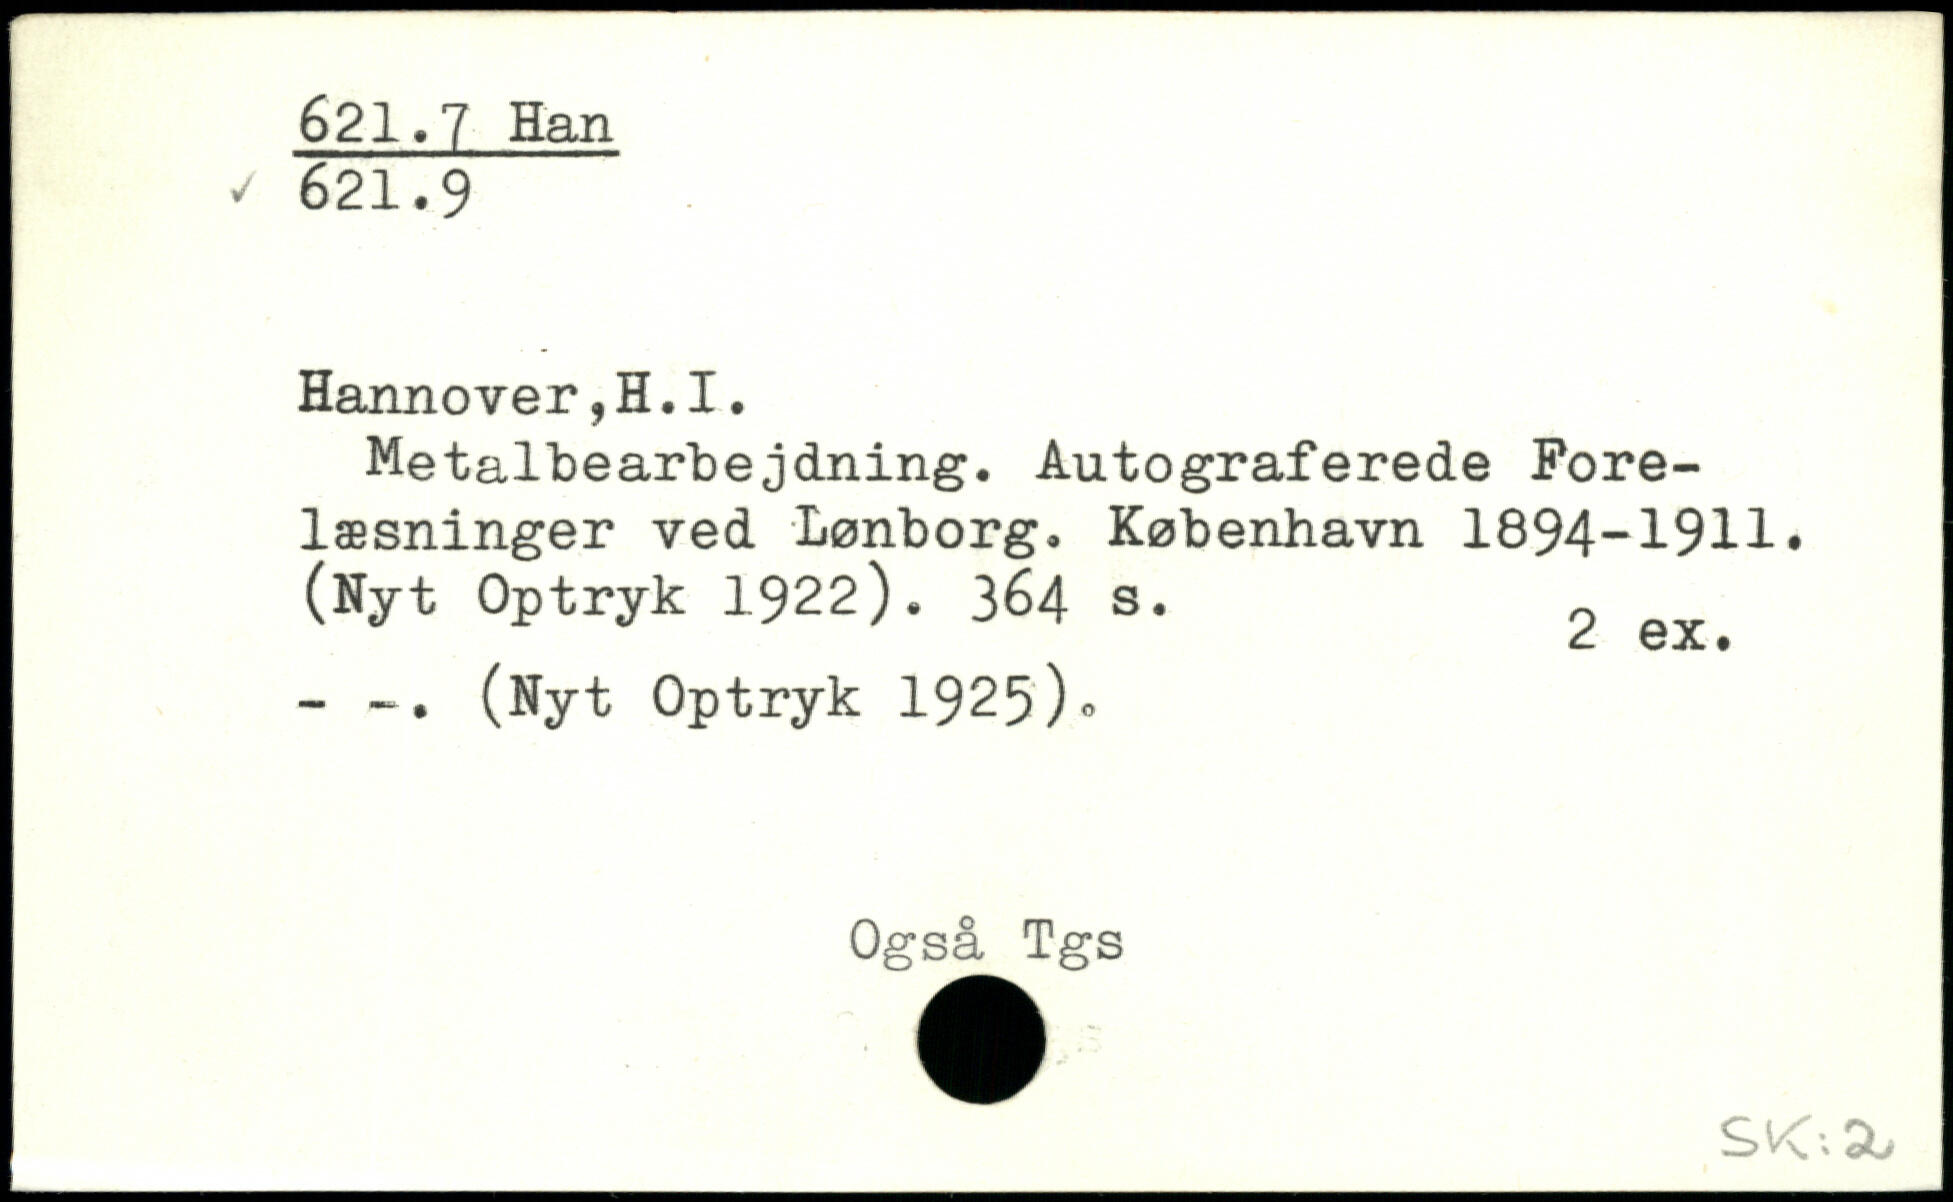 621.7 Han
✓ 621.9
Hannover,H.I.
Metalbearbejdning. Autograferede Fore-
læsninger ved Lønborg. København 1894-1911.
(Nyt Optryk 1922). 364 s.
2 ex.
- -. (Nyt Optryk 1925).
Også Tgs
SK:2